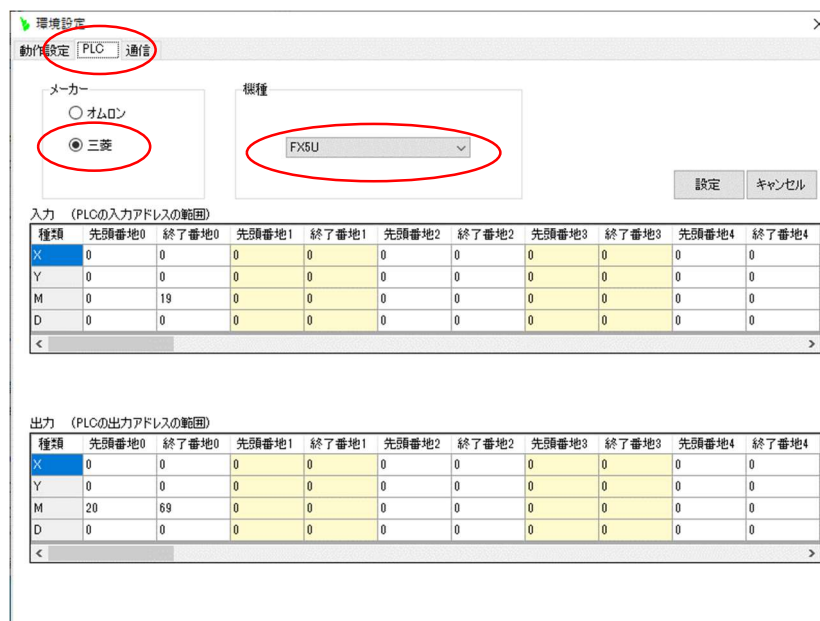 環境設定
動作設定 PLC 通信
メーカー 機種
オムロン
三菱 FX5U
設定 キャンセル
入力 (PLCの入力アドレスの範囲)
種類 先頭番地0 終了番地0 先頭番地1 終了番地1 先頭番地2 終了番地2 先頭番地3 終了番地3 先頭番地4 終了番地4
X 0 0 0 0 0 0 0 0 0 0
Y 0 0 0 0 0 0 0 0 0 0
M 0 19 0 0 0 0 0 0 0 0
D 0 0 0 0 0 0 0 0 0 0
出力 (PLCの出力アドレスの範囲)
種類 先頭番地0 終了番地0 先頭番地1 終了番地1 先頭番地2 終了番地2 先頭番地3 終了番地3 先頭番地4 終了番地4
X 0 0 0 0 0 0 0 0 0 0
Y 0 0 0 0 0 0 0 0 0 0
M 20 69 0 0 0 0 0 0 0 0
D 0 0 0 0 0 0 0 0 0 0